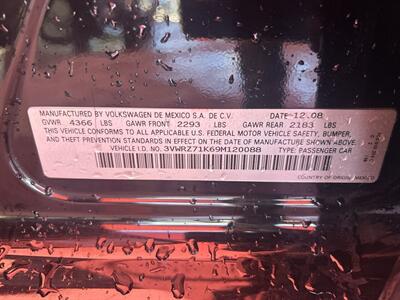 MANUFACTURED BY VOLKSWAGEN DE MEXICO S.A. DE C.V. DATE 12.08
GVWR 4366 LBS GAWR FRONT 2293 LBS GAWR REAR 2183 LBS
THIS VEHICLE CONFORMS TO ALL APPLICABLE U.S. FEDERAL MOTOR VEHICLE SAFETY, BUMPER,
AND THEFT PREVENTION STANDARDS IN EFFECT ON THE DATE OF MANUFACTURE SHOWN ABOVE.
VEHICLE I.D. NO. 3VWRZ71K69M120088 TYPE: PASSENGER CAR
COUNTRY OF ORIGIN: MEXICO